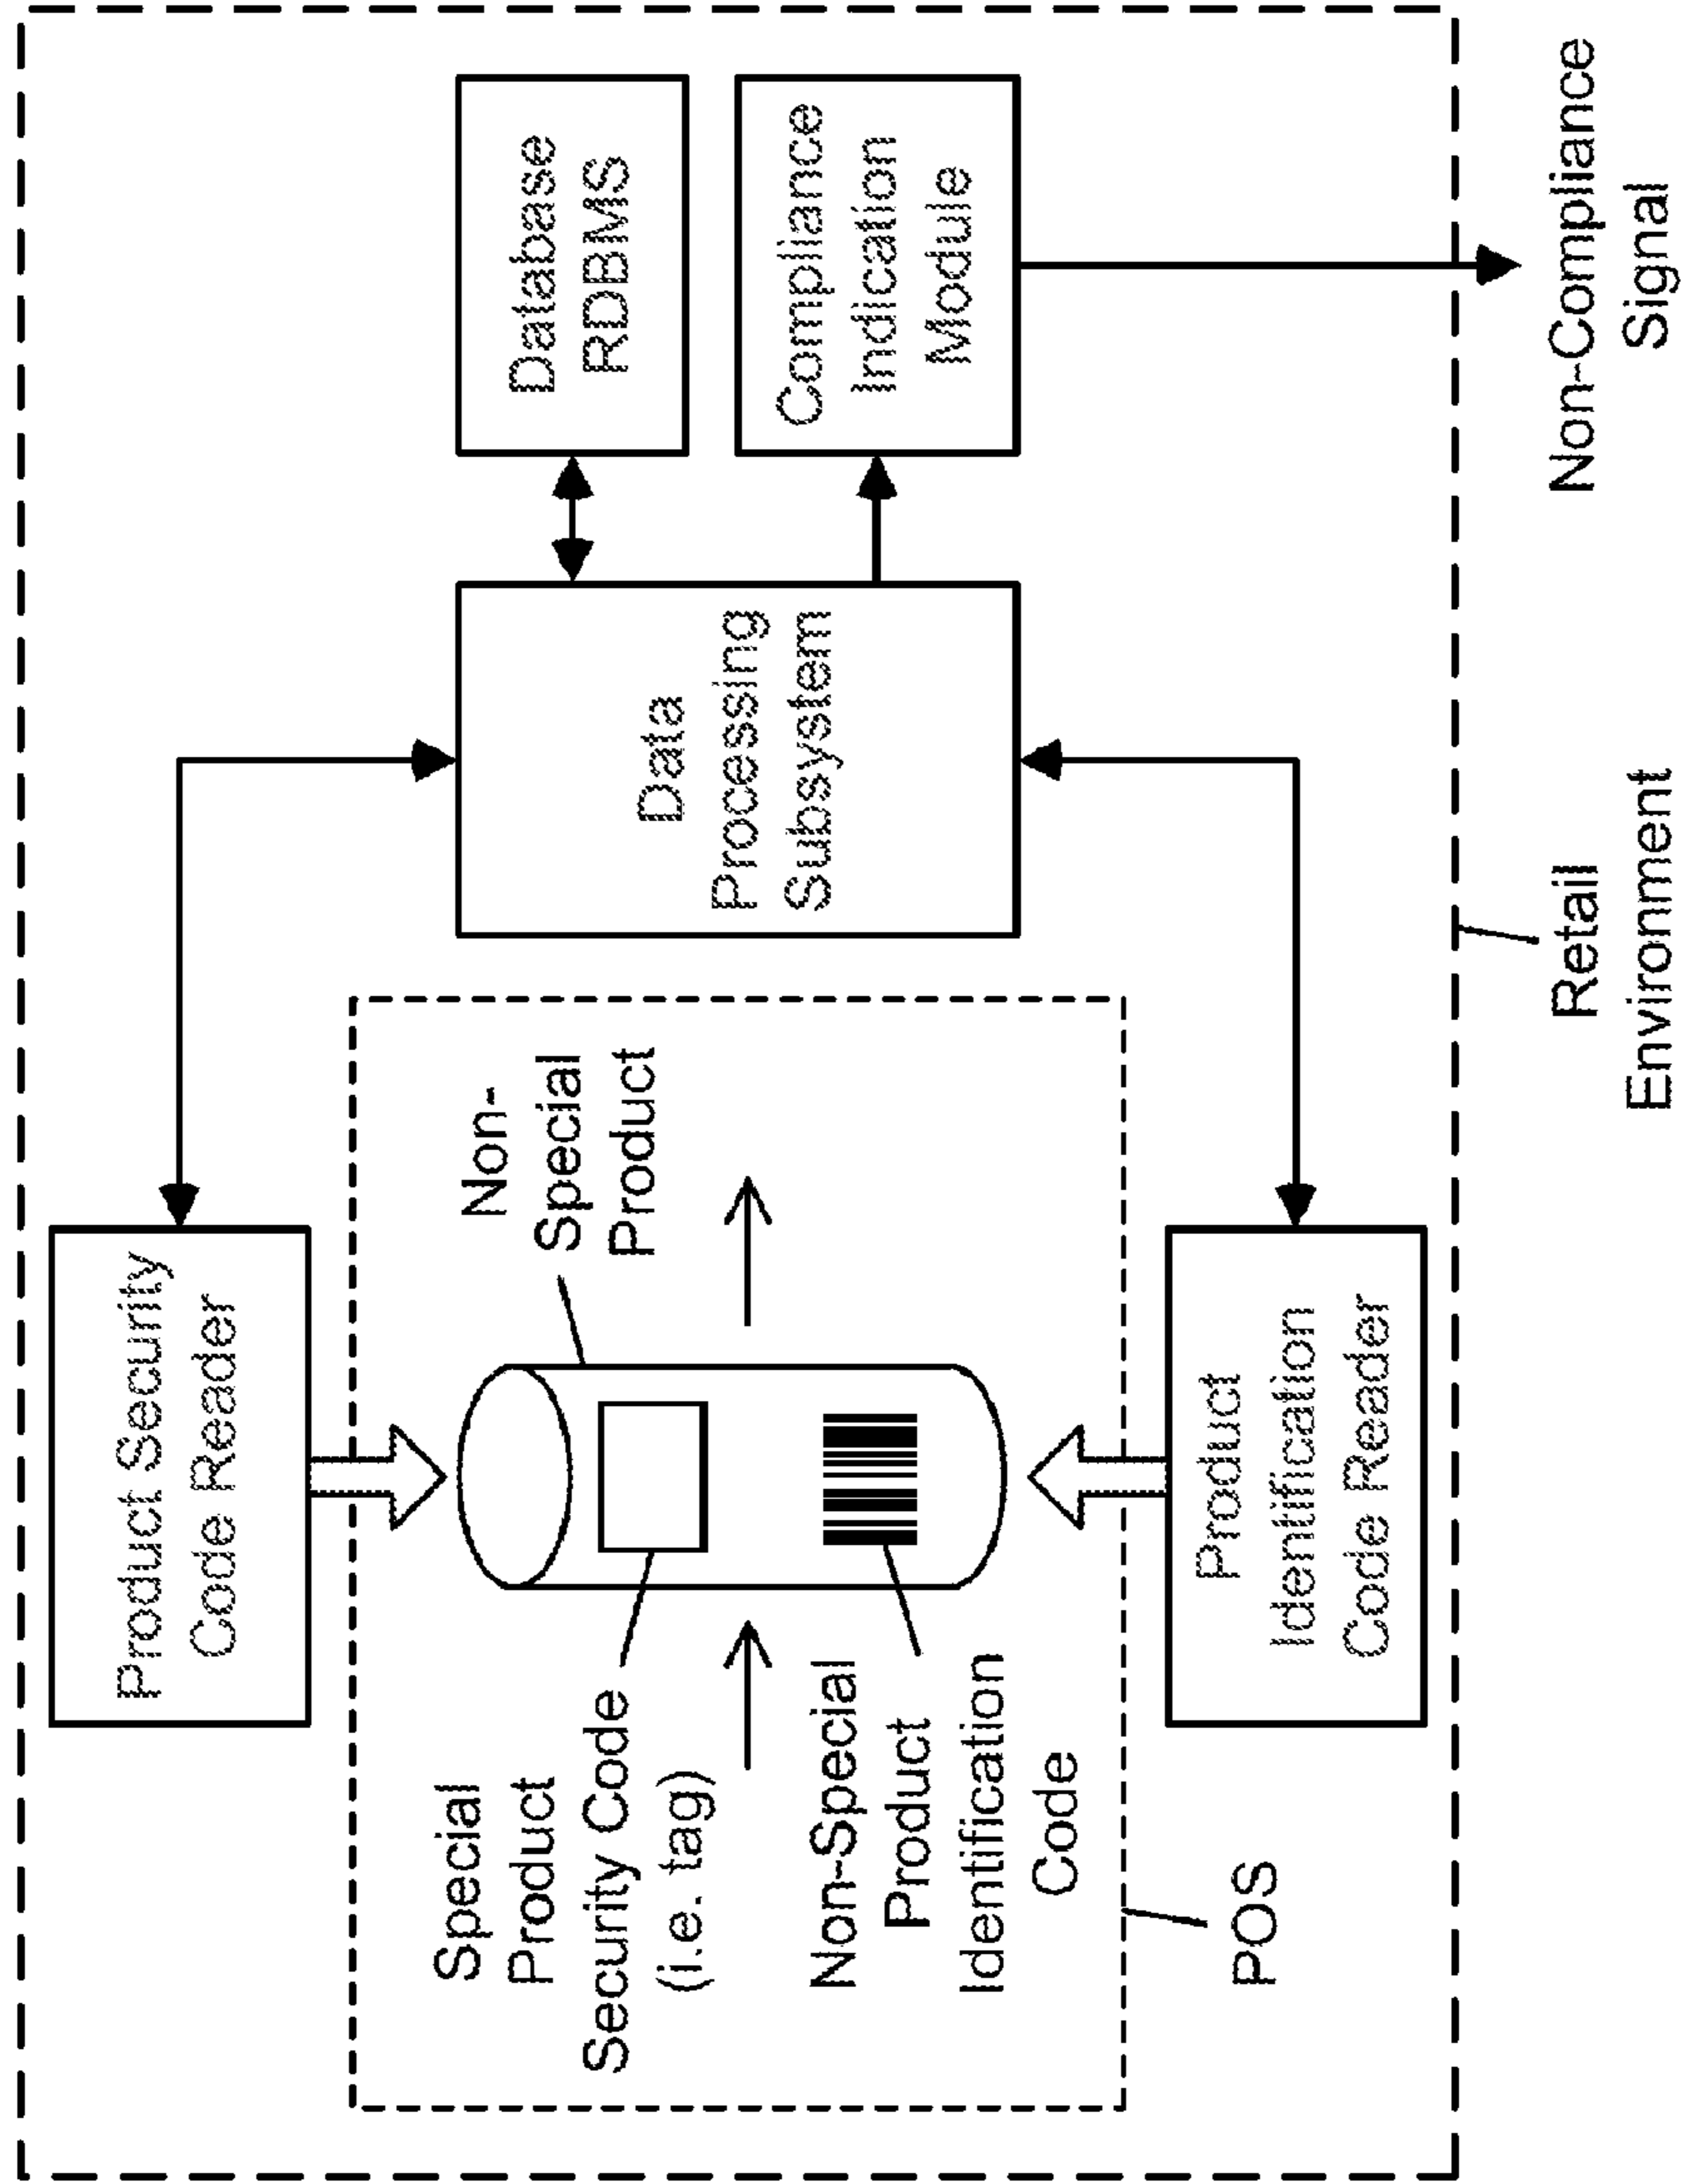 Product Security
Code Reader
Special
Product
Security Code
(i.e. tag)
Non-Special
Product
Identification
Code
Non-
Special
Product
POS
Product
Identification
Code Reader
Data
Processing
Subsystem
Database
RDBMS
Compliance
Indication
Module
Retail
Environment
Non-Compliance
Signal